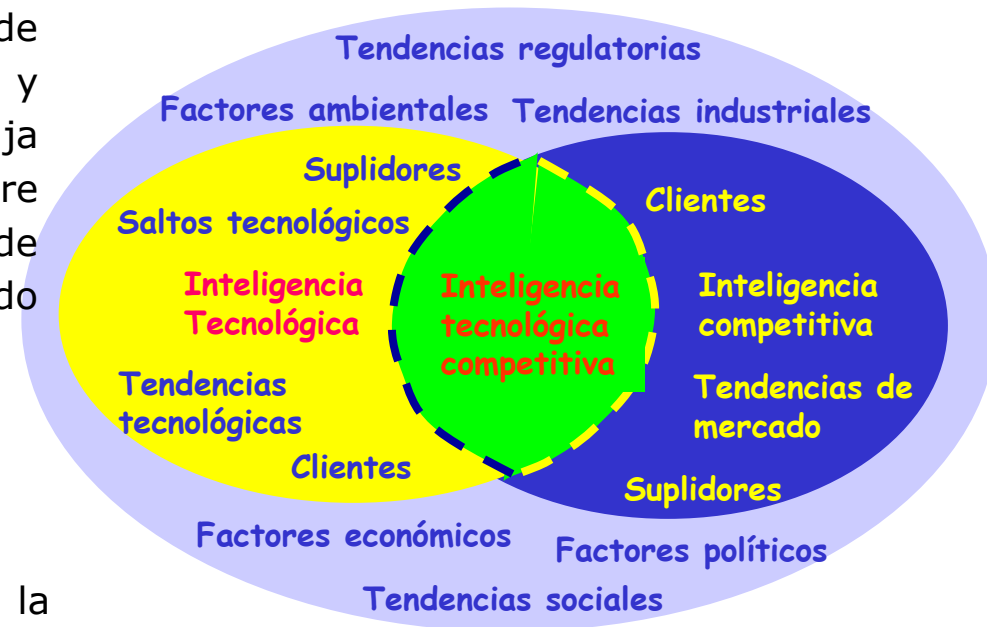 de
y
ja
re
de
do
la
Tendencias regulatorias
Factores ambientales
Tendencias industriales
Suplidores
Saltos tecnológicos
Inteligencia
Tecnológica
Tendencias
tecnológicas
Clientes
Inteligencia
tecnológica
competitiva
Clientes
Inteligencia
competitiva
Tendencias de
mercado
Suplidores
Factores económicos
Factores políticos
Tendencias sociales